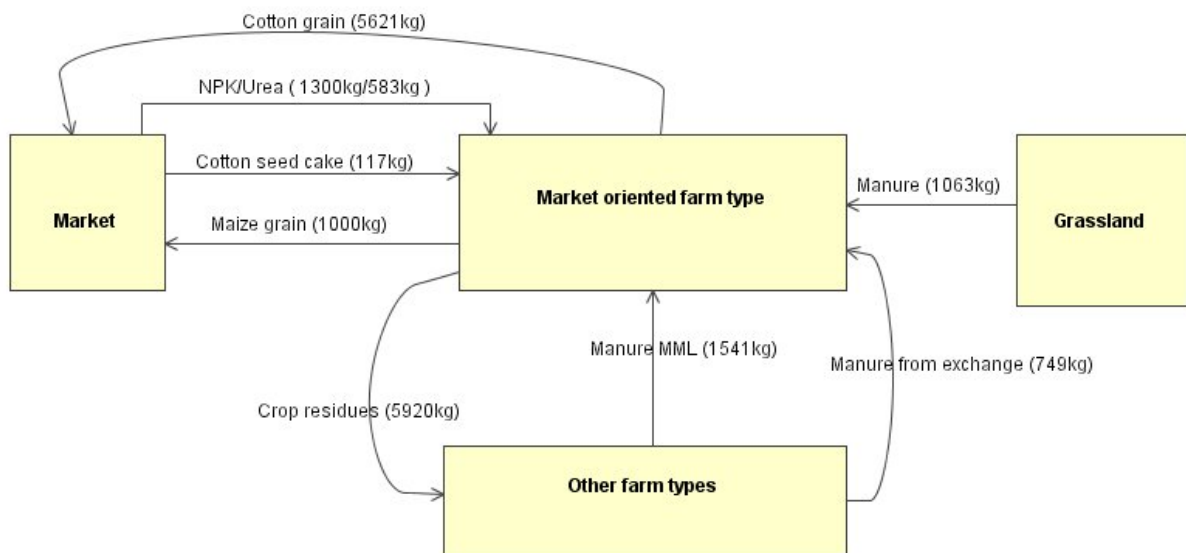 Cotton grain (5621kg)
NPK/Urea ( 1300kg/583kg )
Cotton seed cake (117kg)
Market oriented farm type
Manure (1063kg)
Market
Maize grain (1000kg)
Grassland
Manure MML (1541kg)
Manure from exchange (749kg)
Crop residues (5920kg)
Other farm types